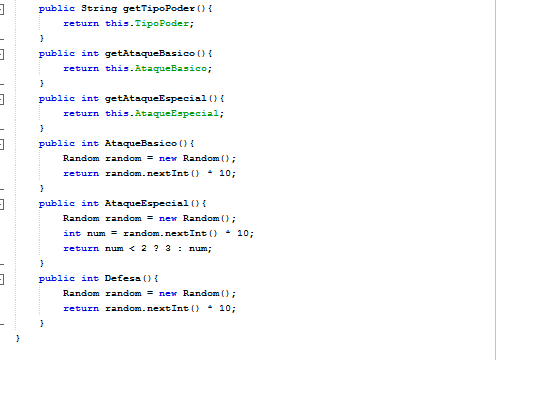 public String getTipoPoder(){
return this.TipoPoder;
}
public int getAtaqueBasico(){
return this.AtaqueBasico;
}
public int getAtaqueEspecial(){
return this.AtaqueEspecial;
}
public int AtaqueBasico(){
Random random = new Random();
return random.nextInt() * 10;
}
public int AtaqueEspecial(){
Random random = new Random();
int num = random.nextInt() * 10;
return num < 2 ? 3 : num;
}
public int Defesa(){
Random random = new Random();
return random.nextInt() * 10;
}
}